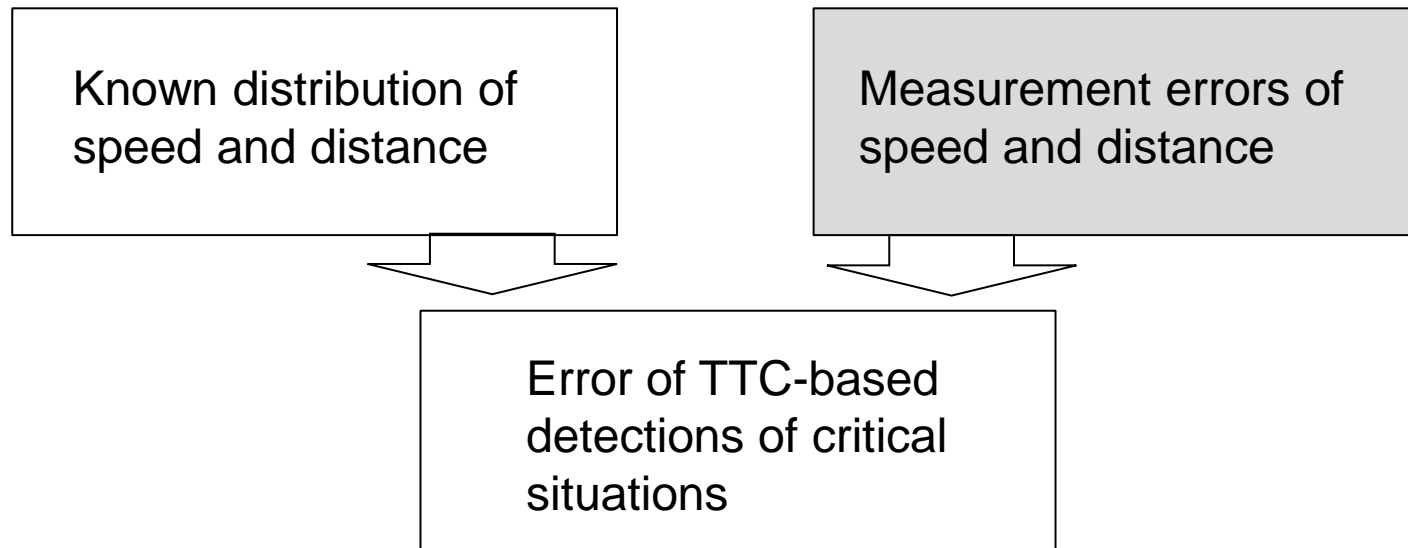 Known distribution of
speed and distance
Measurement errors of
speed and distance
Error of TTC-based
detections of critical
situations